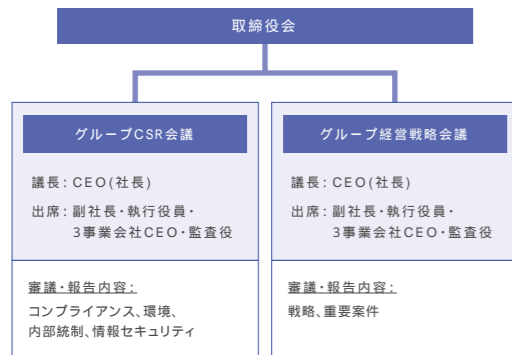 取締役会
グループCSR会議
議長：CEO(社長)
出席：副社長・執行役員・
3事業会社CEO・監査役
審議・報告内容：
コンプライアンス、環境、
内部統制、情報セキュリティ
グループ経営戦略会議
議長：CEO(社長)
出席：副社長・執行役員・
3事業会社CEO・監査役
審議・報告内容：
戦略、重要案件